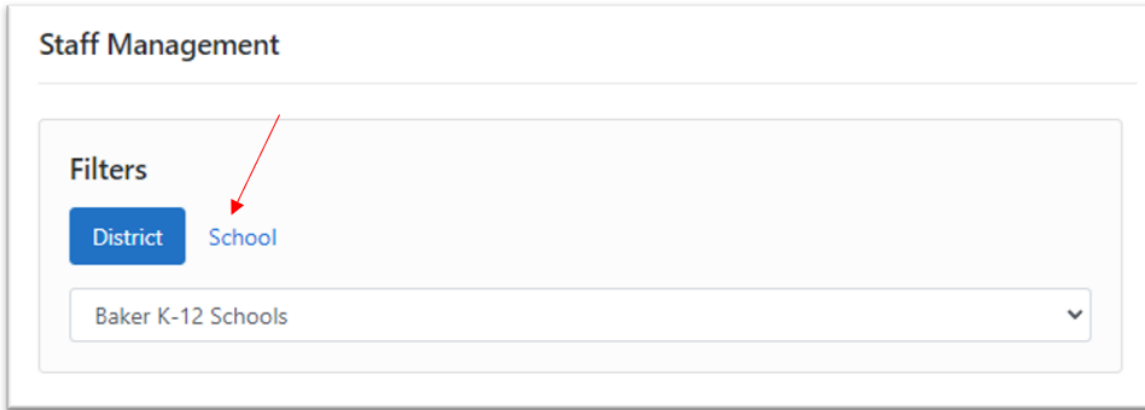 Staff Management
Filters
District School
Baker K-12 Schools